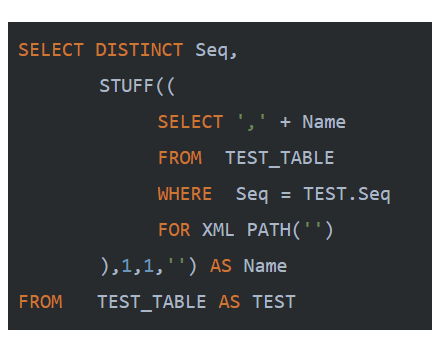 SELECT DISTINCT Seq,
STUFF((
SELECT ',' + Name
FROM TEST_TABLE
WHERE Seq = TEST.Seq
FOR XML PATH('')
),1,1,'') AS Name
FROM TEST_TABLE AS TEST